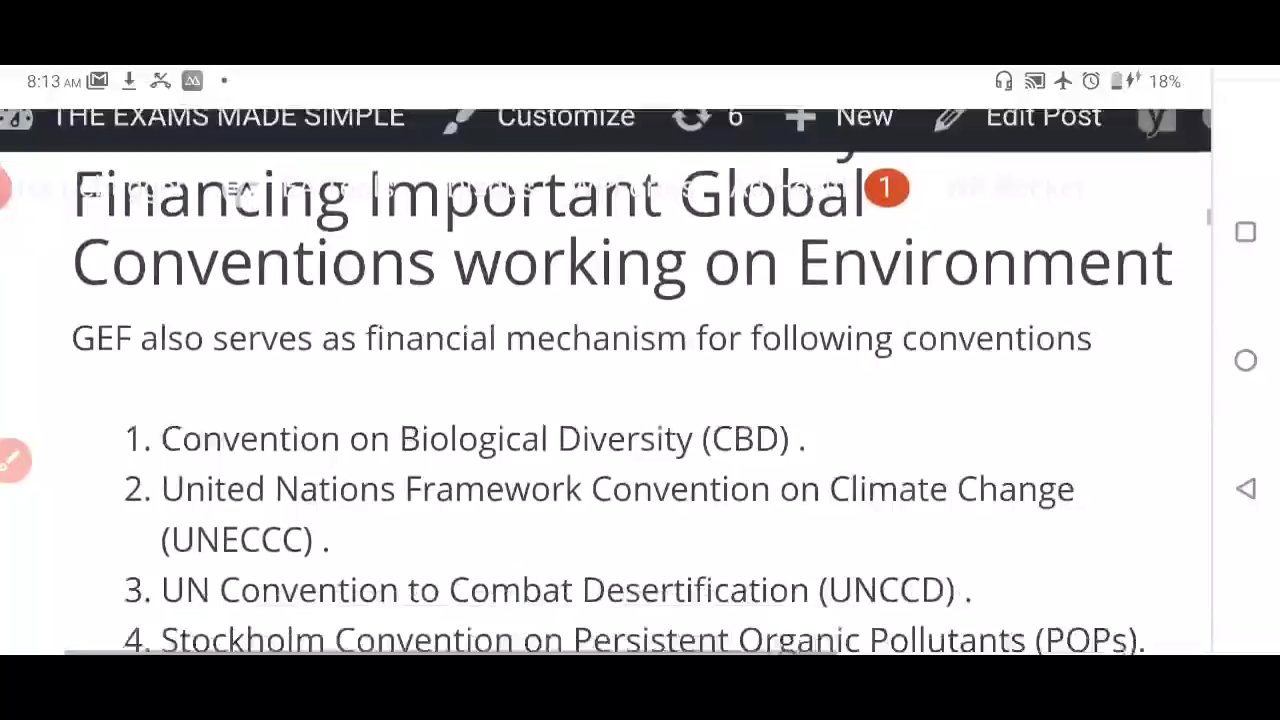 8:13 AM 18%
THE EXAMS MADE SIMPLE Customize 6 New Edit Post
Financing Important Global 1
Conventions working on Environment
GEF also serves as financial mechanism for following conventions
1. Convention on Biological Diversity (CBD) .
2. United Nations Framework Convention on Climate Change
(UNECCC) .
3. UN Convention to Combat Desertification (UNCCD) .
4. Stockholm Convention on Persistent Organic Pollutants (POPs).